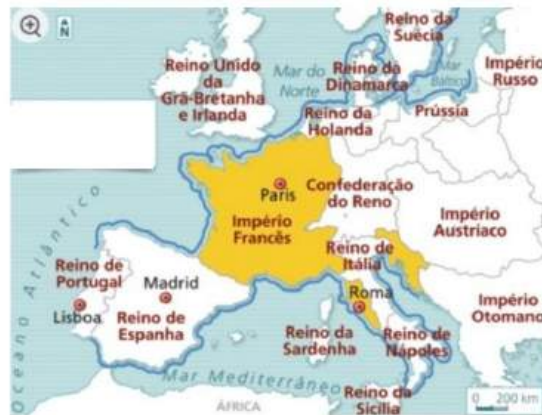 N
Reino da
Suécia
Reino Unido
da
Grã-Bretanha
e Irlanda
Mar do
Norte
Reino da
Dinamarca
Mar
Báltico
Império
Russo
Prússia
Reino da
Holanda
Paris
Confederação
do Reno
Império
Francês
Império
Austriaco
Reino de
Itália
Oceano Atlântico
Reino de
Portugal
Madrid
Lisboa
Reino de
Espanha
Roma
Império
Otomano
Reino da
Sardenha
Reino de
Nápoles
Mar Mediterrâneo
Reino da
Sicília
ÁFRICA
0 200 km